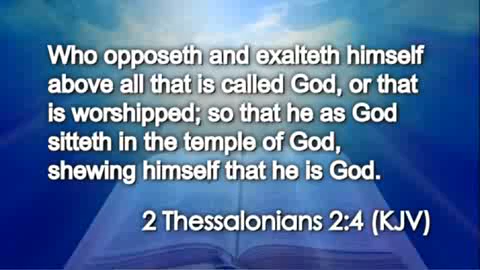 Who opposeth and exalteth himself
above all that is called God, or that
is worshipped; so that he as God
sitteth in the temple of God,
shewing himself that he is God.
2 Thessalonians 2:4 (KJV)